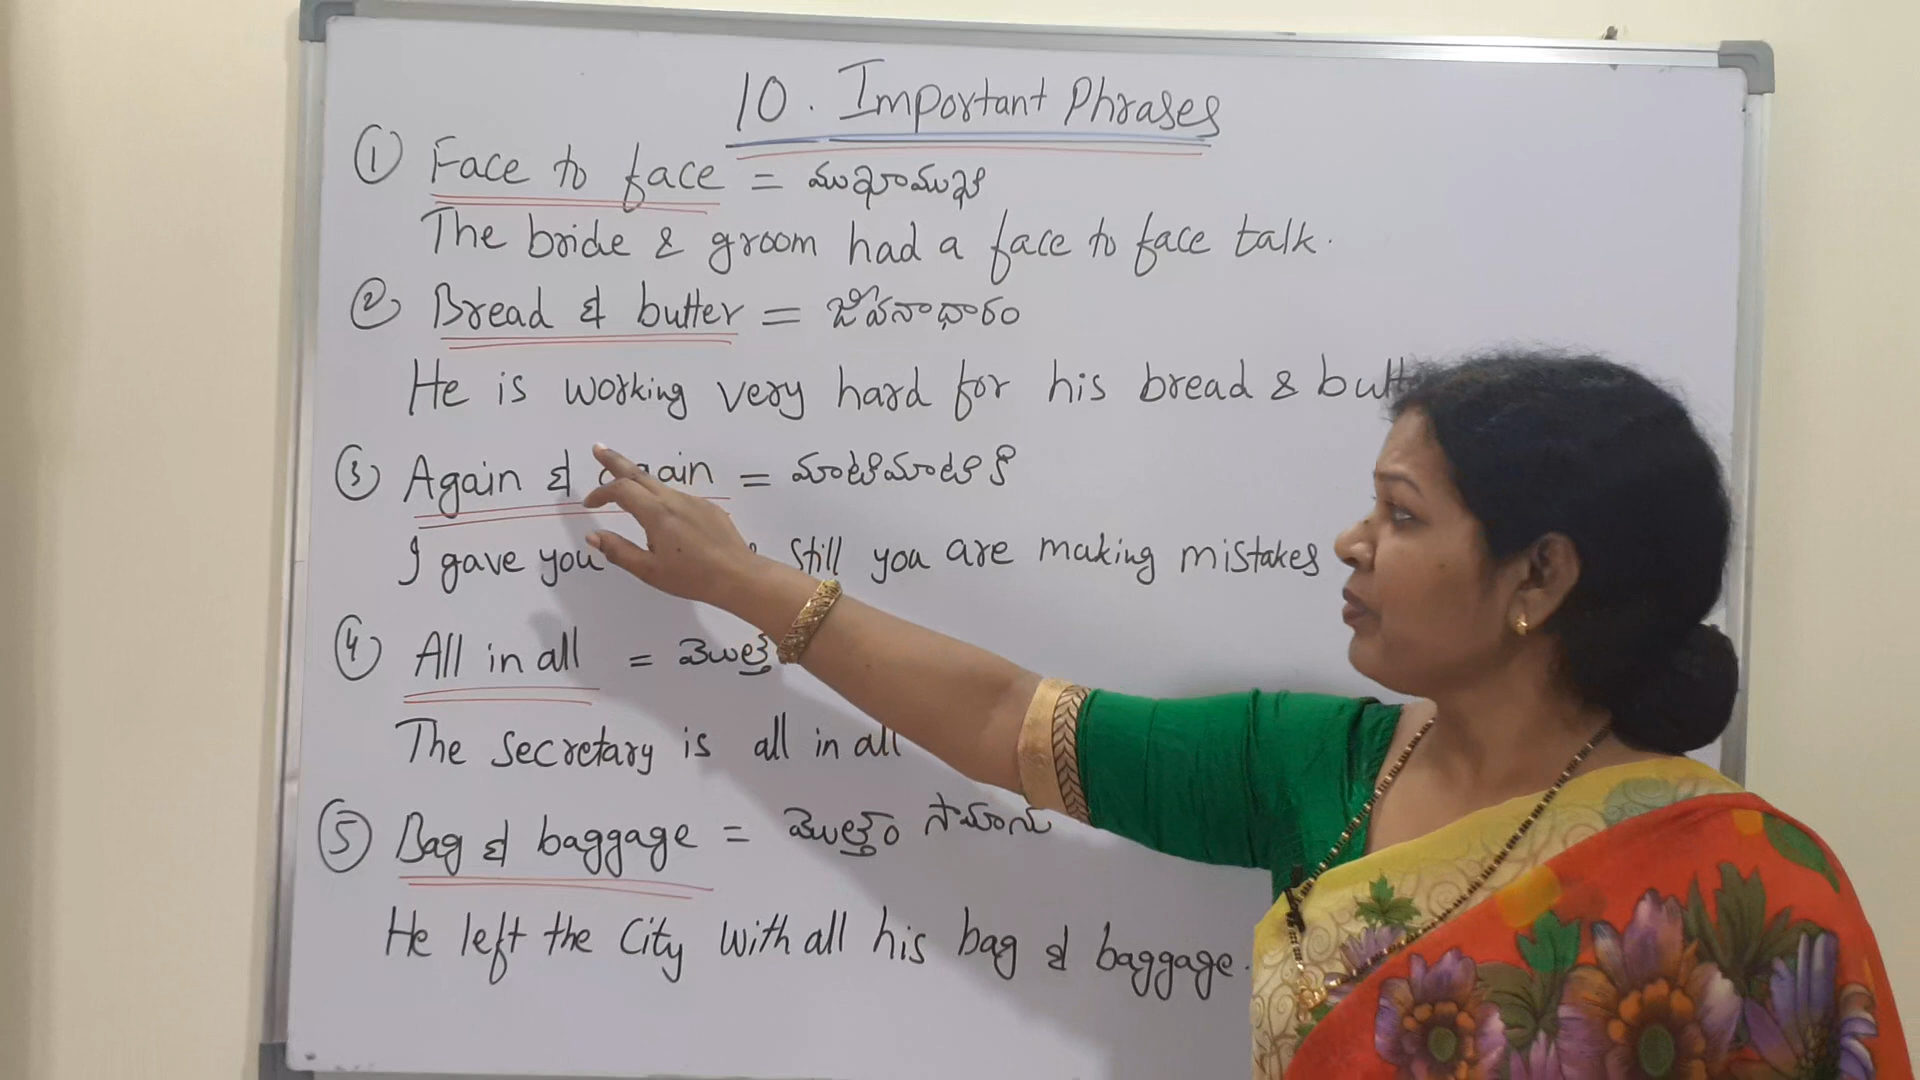 10. Important Phrases
① Face to face = ముఖాముఖి
The bride & groom had a face to face talk.
② Bread & butter = జీవనాధారం
He is working very hard for his bread &
③ Again & = మాటిమాటికీ
I gave you still you are making mistakes
④ All in all =
The secretary is all in all
⑤ Bag & baggage = మొత్తం సామాను
He left the city with all his bag & baggage.